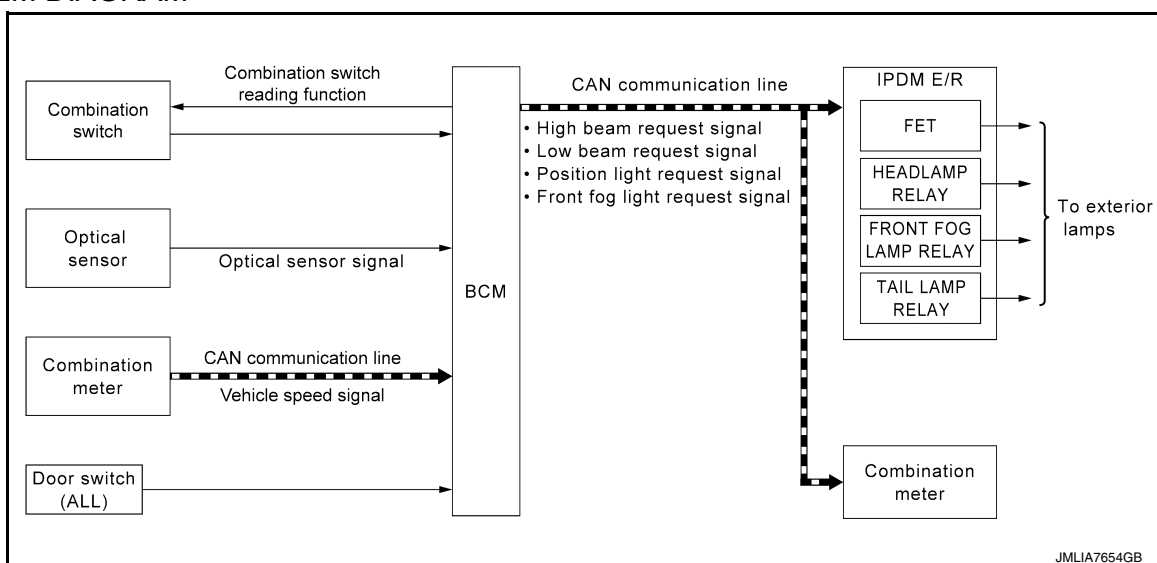 Combination switch
reading function
Combination
switch
Optical
sensor
Optical sensor signal
Combination
meter
CAN communication line
Vehicle speed signal
Door switch
(ALL)
BCM
CAN communication line
• High beam request signal
• Low beam request signal
• Position light request signal
• Front fog light request signal
IPDM E/R
FET
HEADLAMP
RELAY
FRONT FOG
LAMP RELAY
TAIL LAMP
RELAY
To exterior
lamps
Combination
meter
JMLIA7654GB